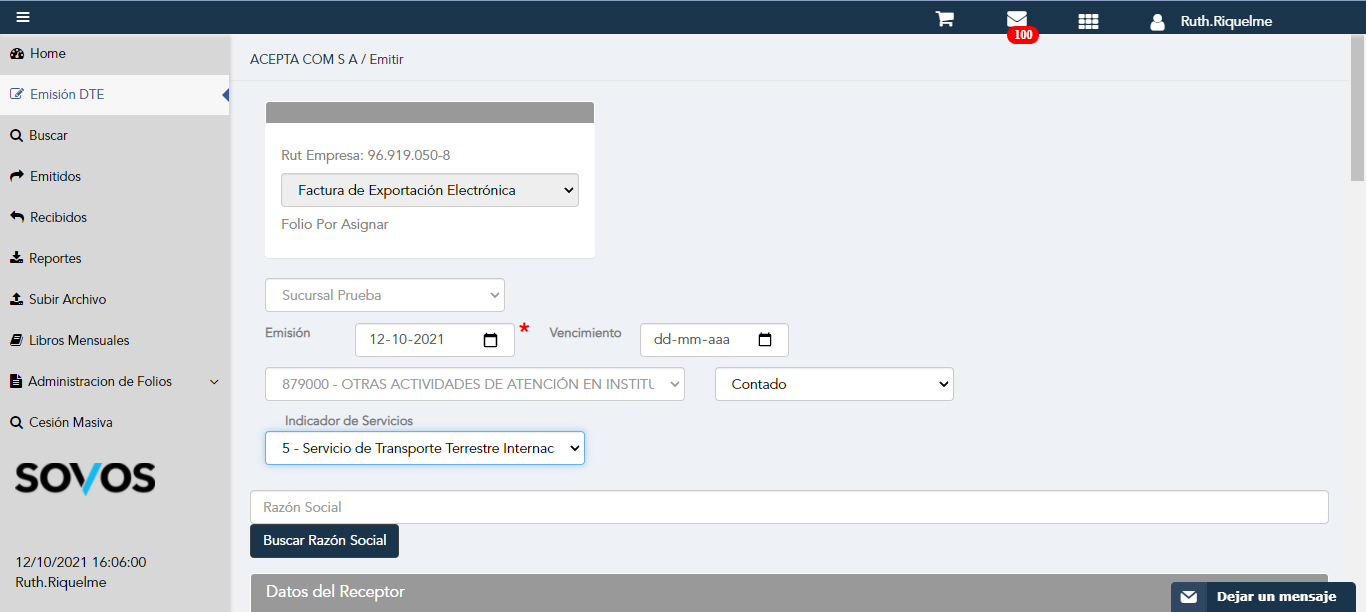 Ruth.Riquelme
100
Home
ACEPTA COM S A / Emitir
Emisión DTE
Buscar
Emitidos
Recibidos
Reportes
Subir Archivo
Libros Mensuales
Administracion de Folios
Cesión Masiva
SOVOS
12/10/2021 16:06:00
Ruth.Riquelme
Rut Empresa: 96.919.050-8
Factura de Exportación Electrónica
Folio Por Asignar
Sucursal Prueba
Emisión 12-10-2021 * Vencimiento dd-mm-aaa
879000 - OTRAS ACTIVIDADES DE ATENCIÓN EN INSTITU Contado
Indicador de Servicios
5 - Servicio de Transporte Terrestre Internac
Razón Social
Buscar Razón Social
Datos del Receptor
Dejar un mensaje